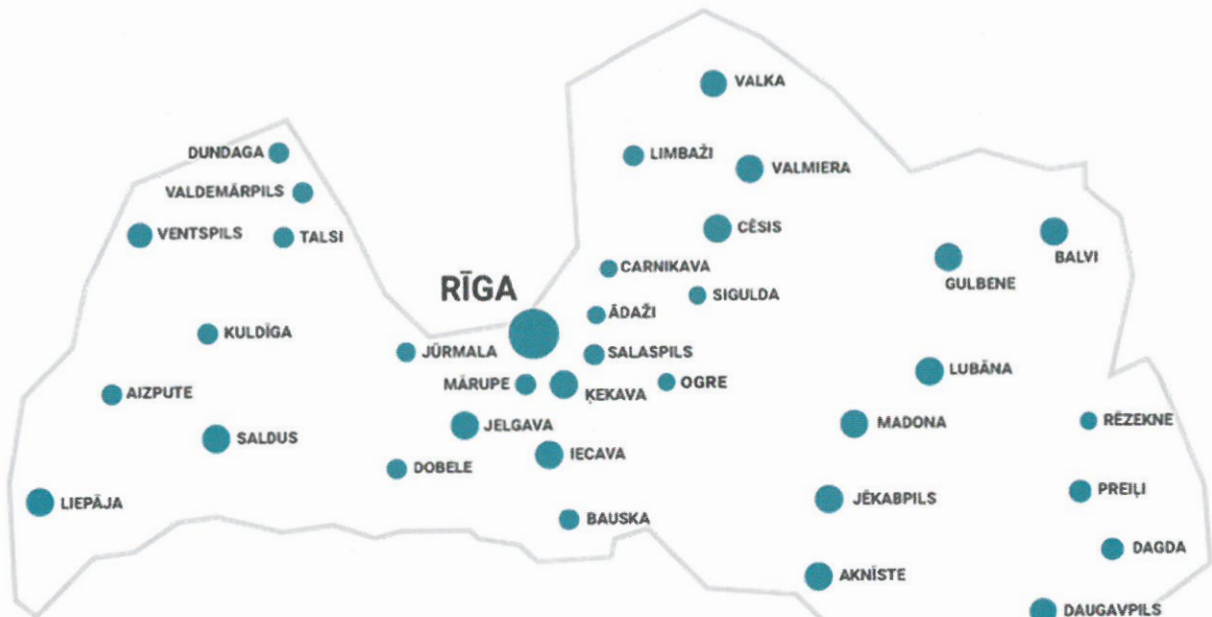 VALKA
DUNDAGA
LIMBAŽI
VALMIERA
VALDEMĀRPILS
VENTSPILS
TALSI
CĒSIS
BALVI
CARNIKAVA
GULBENE
RĪGA
SIGULDA
ĀDAŽI
KULDĪGA
JŪRMALA
SALASPILS
LUBĀNA
MĀRUPE
ĶEKAVA
OGRE
AIZPUTE
SALDUS
JELGAVA
MADONA
RĒZEKNE
IECAVA
DOBELE
LIEPĀJA
JĒKABPILS
PREIĻI
BAUSKA
DAGDA
AKNĪSTE
DAUGAVPILS